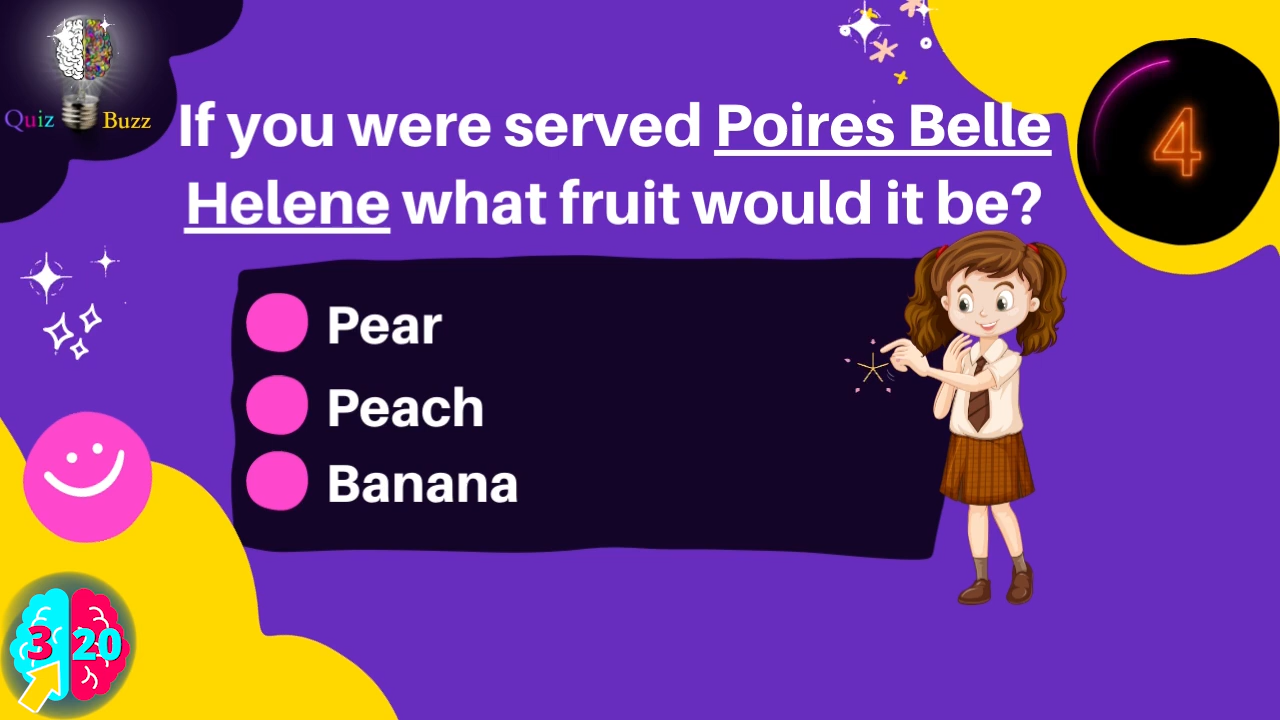 Quiz Buzz
If you were served Poires Belle
Helene what fruit would it be?
4
Pear
Peach
Banana
3 20